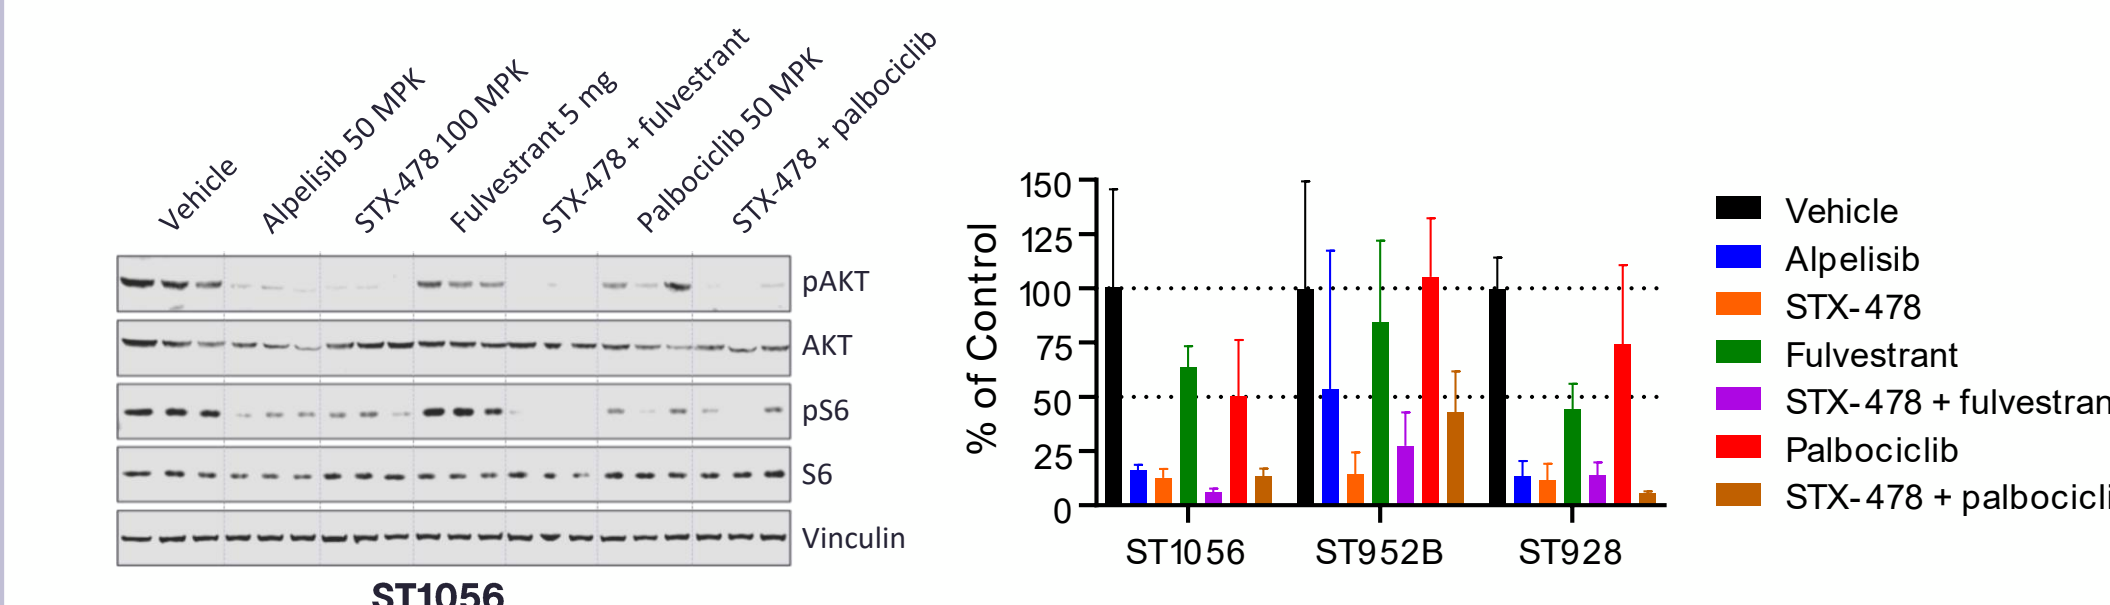 Vehicle
Alpelisib 50 MPK
STX-478 100 MPK
Fulvestrant 5 mg
STX-478 + fulvestrant
Palbociclib 50 MPK
STX-478 + palbociclib
pAKT
AKT
pS6
S6
Vinculin
ST1056
% of Control
150
125
100
75
50
25
0
ST1056
ST952B
ST928
Vehicle
Alpelisib
STX-478
Fulvestrant
STX-478 + fulvestran
Palbociclib
STX-478 + palbocicli